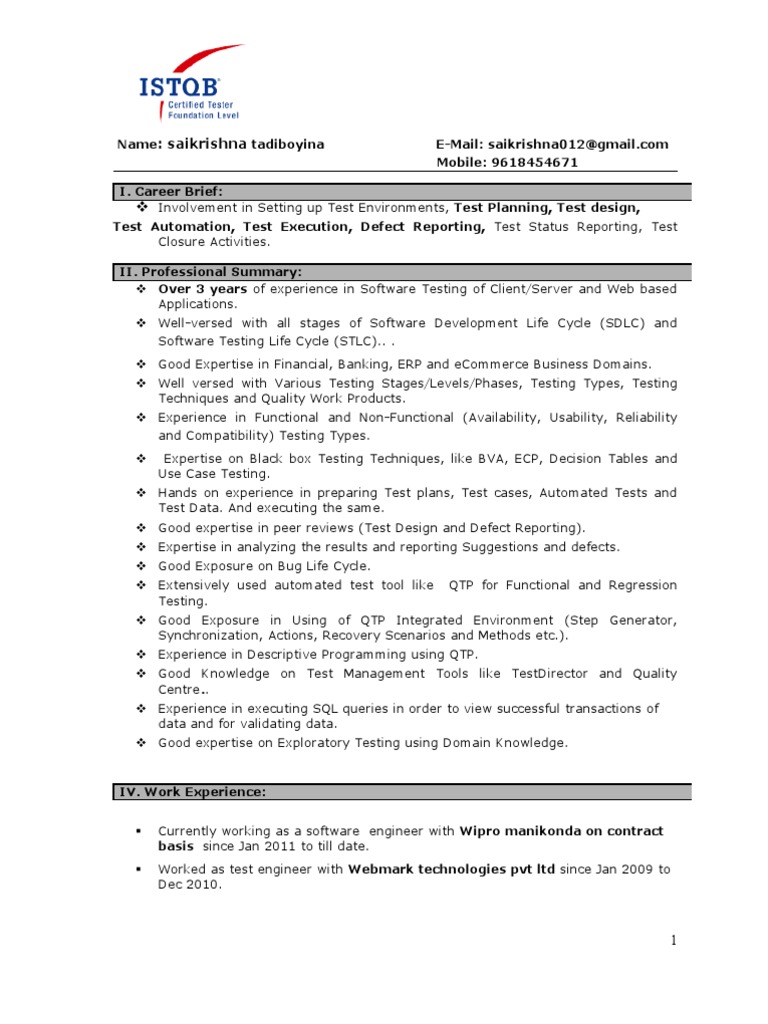 ISTQB®
Certified Tester
Foundation Level
Name: saikrishna tadiboyina E-Mail: saikrishna012@gmail.com
Mobile: 9618454671
I. Career Brief:
❖ Involvement in Setting up Test Environments, Test Planning, Test design,
Test Automation, Test Execution, Defect Reporting, Test Status Reporting, Test
Closure Activities.
II. Professional Summary:
❖ Over 3 years of experience in Software Testing of Client/Server and Web based
Applications.
❖ Well-versed with all stages of Software Development Life Cycle (SDLC) and
Software Testing Life Cycle (STLC).. .
❖ Good Expertise in Financial, Banking, ERP and eCommerce Business Domains.
❖ Well versed with Various Testing Stages/Levels/Phases, Testing Types, Testing
Techniques and Quality Work Products.
❖ Experience in Functional and Non-Functional (Availability, Usability, Reliability
and Compatibility) Testing Types.
❖ Expertise on Black box Testing Techniques, like BVA, ECP, Decision Tables and
Use Case Testing.
❖ Hands on experience in preparing Test plans, Test cases, Automated Tests and
Test Data. And executing the same.
❖ Good expertise in peer reviews (Test Design and Defect Reporting).
❖ Expertise in analyzing the results and reporting Suggestions and defects.
❖ Good Exposure on Bug Life Cycle.
❖ Extensively used automated test tool like QTP for Functional and Regression
Testing.
❖ Good Exposure in Using of QTP Integrated Environment (Step Generator,
Synchronization, Actions, Recovery Scenarios and Methods etc.).
❖ Experience in Descriptive Programming using QTP.
❖ Good Knowledge on Test Management Tools like TestDirector and Quality
Centre..
❖ Experience in executing SQL queries in order to view successful transactions of
data and for validating data.
❖ Good expertise on Exploratory Testing using Domain Knowledge.
IV. Work Experience:
▪ Currently working as a software engineer with Wipro manikonda on contract
basis since Jan 2011 to till date.
▪ Worked as test engineer with Webmark technologies pvt ltd since Jan 2009 to
Dec 2010.
1